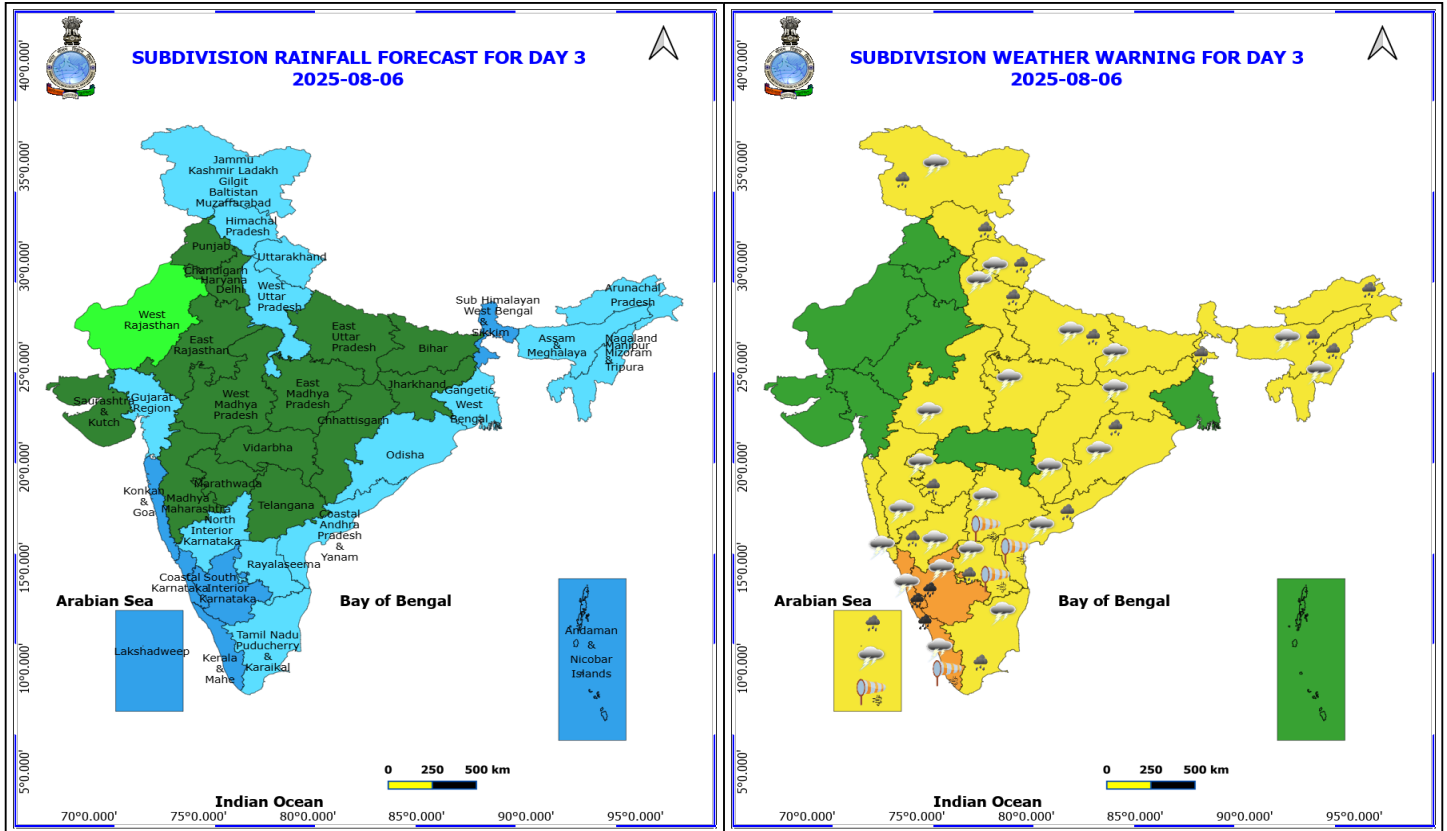 SUBDIVISION RAINFALL FORECAST FOR DAY 3
2025-08-06
40°0.000'
35°0.000'
30°0.000'
25°0.000'
20°0.000'
15°0.000'
10°0.000'
5°0.000'
Jammu
Kashmir Ladakh
Gilgit
Baltistan
Muzaffarabad
Himachal
Pradesh
Punjab
Uttarakhand
Chandigarh
Haryana
Delhi
West
Uttar
Pradesh
West
Rajasthan
East
Rajasthan
East
Uttar
Pradesh
Bihar
Sub Himalayan
West Bengal
&
Sikkim
Arunachal
Pradesh
Assam
&
Meghalaya
Nagaland
Manipur
Mizoram
&
Tripura
Saurashtra
&
Kutch
Gujarat
Region
West
Madhya
Pradesh
East
Madhya
Pradesh
Jharkhand
Gangetic
West
Bengal
Chhattisgarh
Odisha
Vidarbha
Konkan
&
Goa
Madhya
Maharashtra
Marathwada
Telangana
North
Interior
Karnataka
Coastal
Andhra
Pradesh
&
Yanam
Rayalaseema
Coastal
Karnataka
South
Interior
Karnataka
Arabian Sea
Bay of Bengal
Lakshadweep
Kerala
&
Mahe
Tamil Nadu
Puducherry
&
Karaikal
Andaman
&
Nicobar
Islands
0 250 500 km
Indian Ocean
70°0.000' 75°0.000' 80°0.000' 85°0.000' 90°0.000' 95°0.000'
SUBDIVISION WEATHER WARNING FOR DAY 3
2025-08-06
40°0.000'
35°0.000'
30°0.000'
25°0.000'
20°0.000'
15°0.000'
10°0.000'
5°0.000'
Arabian Sea
Bay of Bengal
0 250 500 km
Indian Ocean
70°0.000' 75°0.000' 80°0.000' 85°0.000' 90°0.000' 95°0.000'